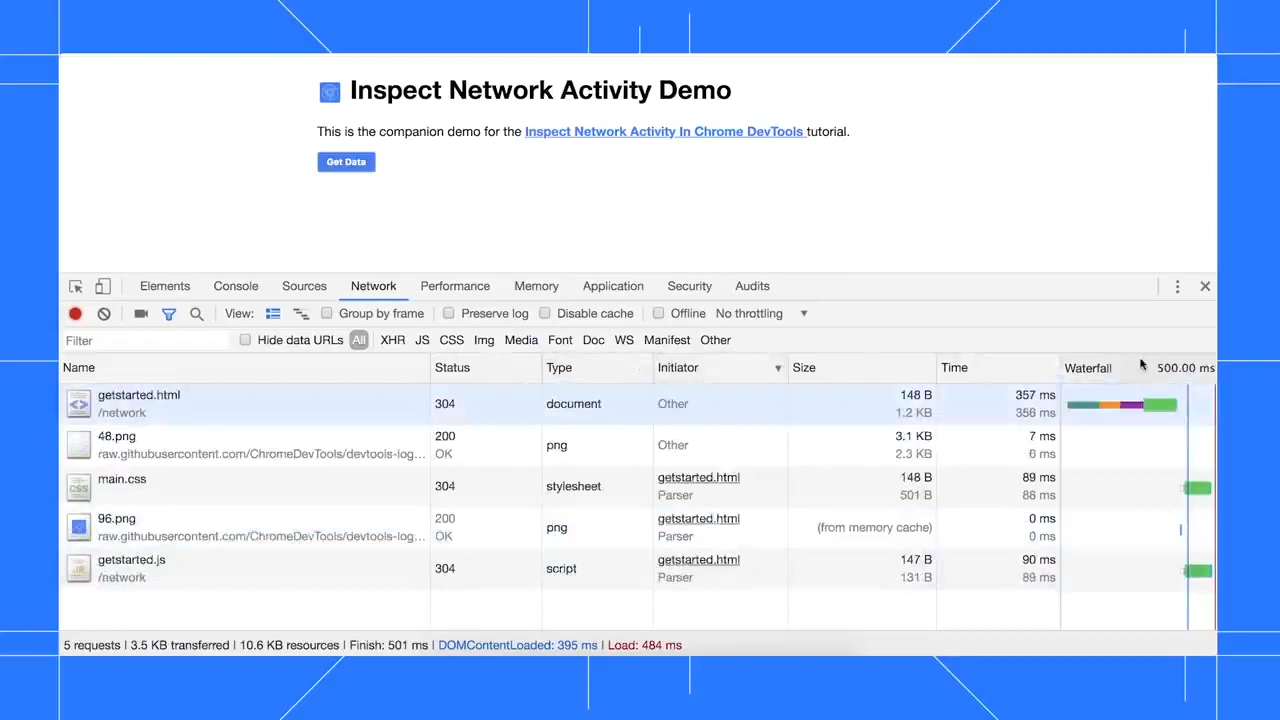 Inspect Network Activity Demo
This is the companion demo for the Inspect Network Activity In Chrome DevTools tutorial.
Get Data
Elements Console Sources Network Performance Memory Application Security Audits
View: Group by frame Preserve log Disable cache Offline No throttling
Filter Hide data URLs All XHR JS CSS Img Media Font Doc WS Manifest Other
Name Status Type Initiator Size Time Waterfall 500.00 ms
getstarted.html 304 document Other 148 B 357 ms
/network 1.2 KB 356 ms
48.png 200 png Other 3.1 KB 7 ms
raw.githubusercontent.com/ChromeDevTools/devtools-log... OK 2.3 KB 6 ms
main.css 304 stylesheet getstarted.html 148 B 89 ms
CSS Parser 501 B 88 ms
96.png 200 png getstarted.html (from memory cache) 0 ms
raw.githubusercontent.com/ChromeDevTools/devtools-log... OK Parser 0 ms
getstarted.js 304 script getstarted.html 147 B 90 ms
JS /network Parser 131 B 89 ms
5 requests | 3.5 KB transferred | 10.6 KB resources | Finish: 501 ms | DOMContentLoaded: 395 ms | Load: 484 ms